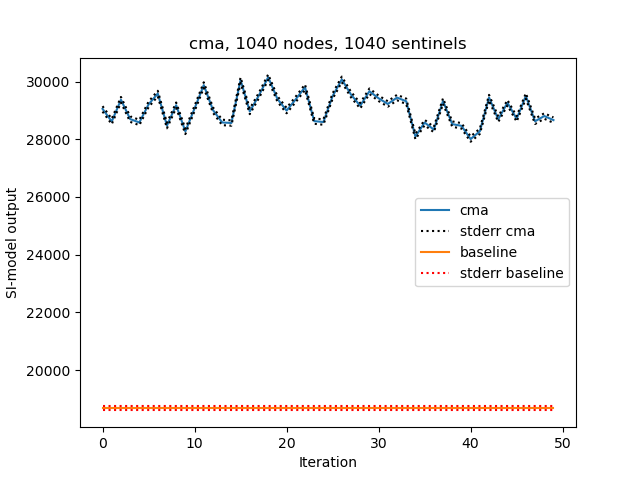 cma, 1040 nodes, 1040 sentinels
30000
28000
26000
24000
22000
20000
SI-model output
cma
stderr cma
baseline
stderr baseline
0 10 20 30 40 50
Iteration